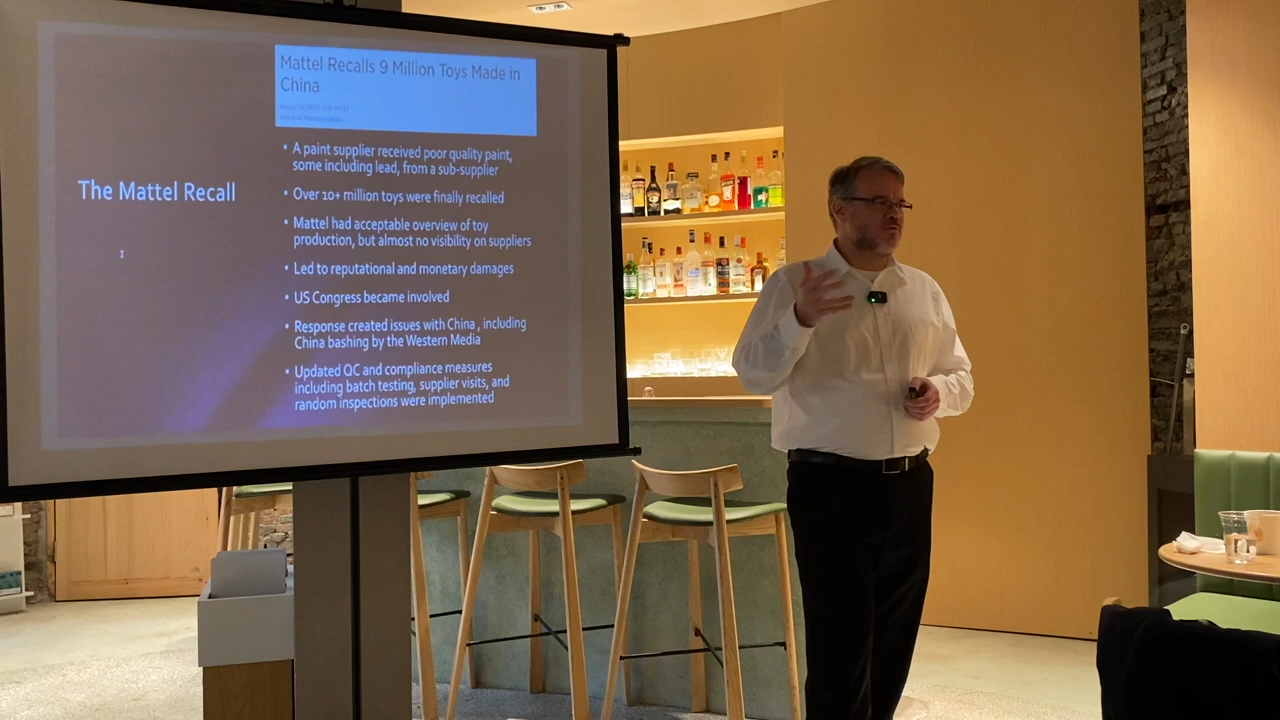 The Mattel Recall
Mattel Recalls 9 Million Toys Made in
China
• A paint supplier received poor quality paint,
some including lead, from a sub-supplier
• Over 10+ million toys were finally recalled
• Mattel had acceptable overview of toy
production, but almost no visibility on suppliers
• Led to reputational and monetary damages
• US Congress became involved
• Response created issues with China , including
China bashing by the Western Media
• Updated QC and compliance measures
including batch testing, supplier visits, and
random inspections were implemented